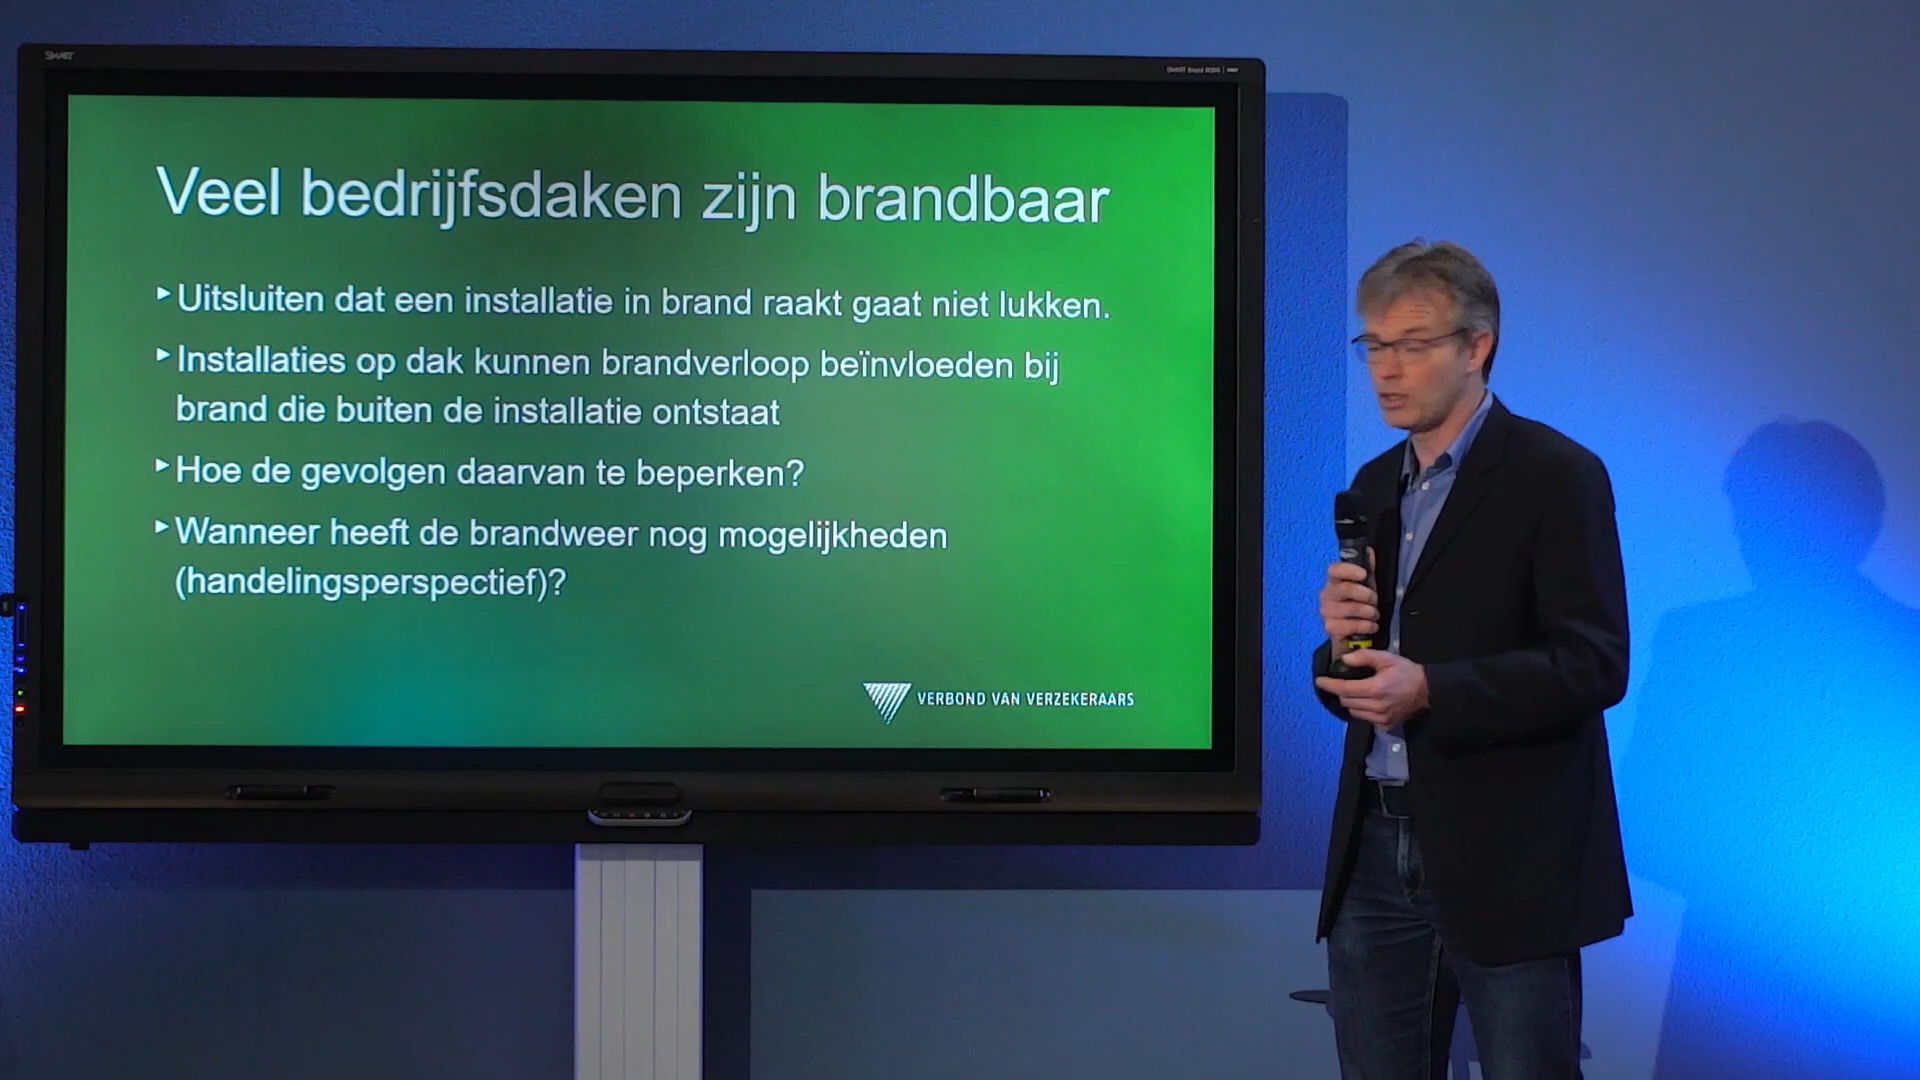 SMART
Veel bedrijfsdaken zijn brandbaar
Uitsluiten dat een installatie in brand raakt gaat niet lukken.
Installaties op dak kunnen brandverloop beïnvloeden bij
brand die buiten de installatie ontstaat
Hoe de gevolgen daarvan te beperken?
Wanneer heeft de brandweer nog mogelijkheden
(handelingsperspectief)?
VERBOND VAN VERZEKERAARS